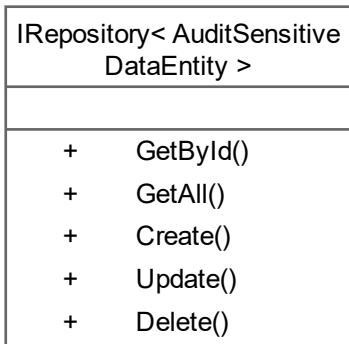 IRepository< AuditSensitive
DataEntity >
+ GetById()
+ GetAll()
+ Create()
+ Update()
+ Delete()